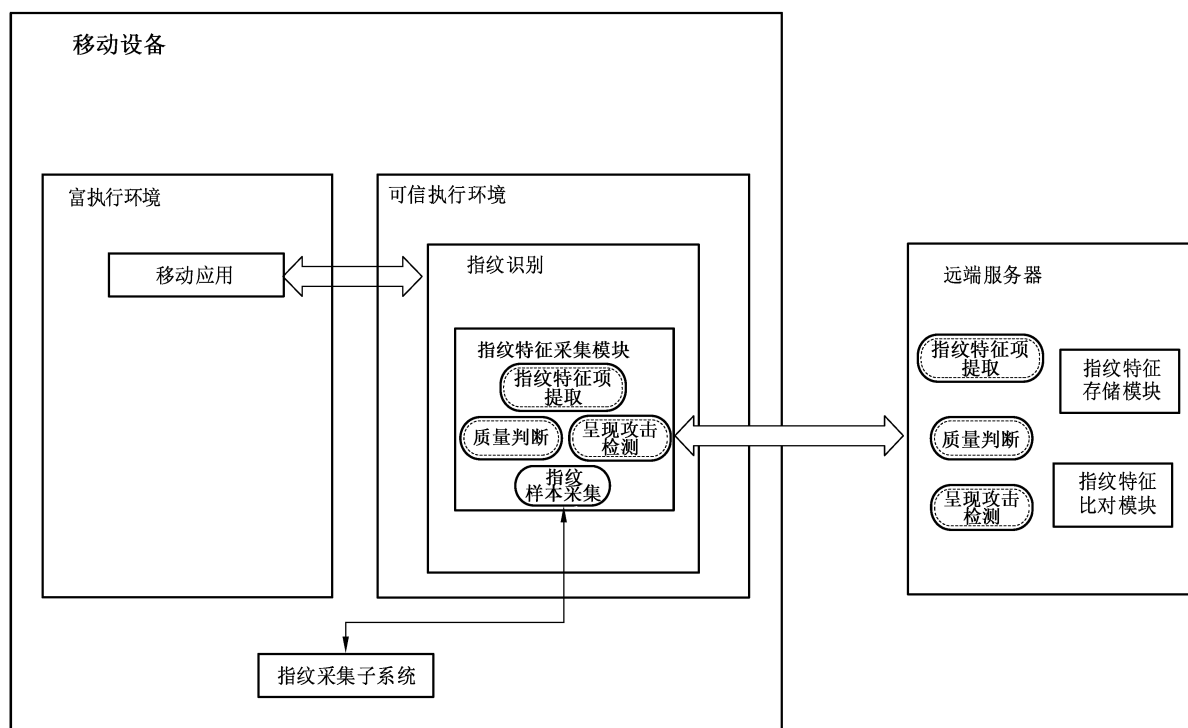 移动设备
富执行环境
移动应用
可信执行环境
指纹识别
指纹特征采集模块
指纹特征项
提取
质量判断
呈现攻击
检测
指纹
样本采集
指纹采集子系统
远端服务器
指纹特征项
提取
指纹特征
存储模块
质量判断
呈现攻击
检测
指纹特征
比对模块